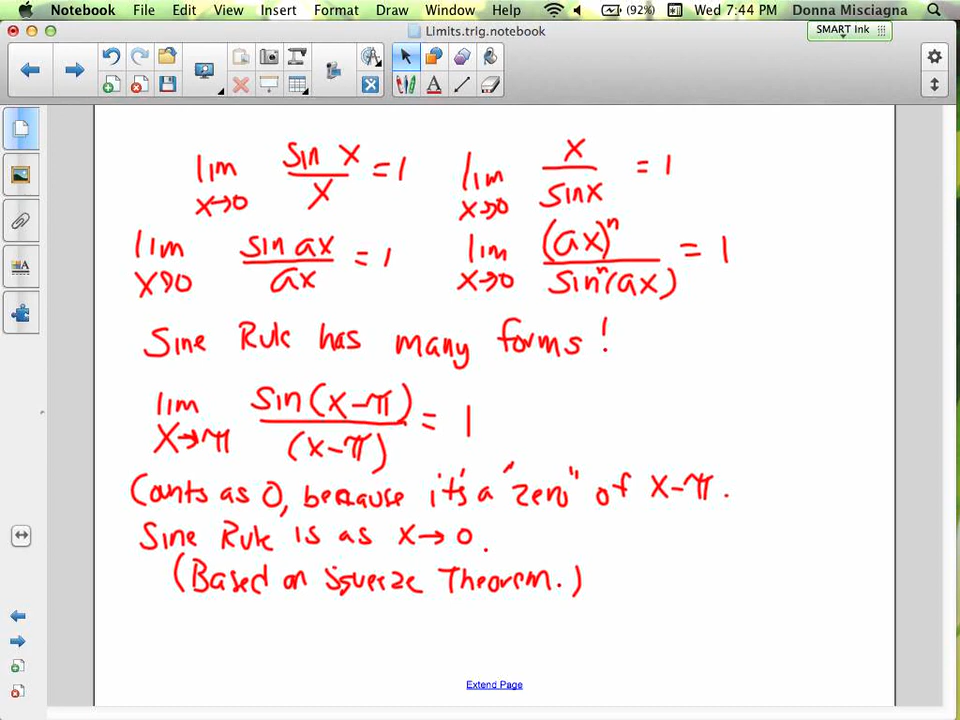 Notebook File Edit View Insert Format Draw Window Help (92%) Wed 7:44 PM Donna Misciagna
Limits.trig.notebook
SMART Ink
lim x→0 sin x / x = 1 lim x→0 x / sin x = 1
lim x→0 sin ax / ax = 1 lim x→0 (ax)^n / sin^n(ax) = 1
Sine Rule has many forms!
lim x→π sin(x-π) / (x-π) = 1
Counts as 0, because it's a "zero" of x-π.
Sine Rule is as x→0.
(Based on Theorem.)
Extend Page